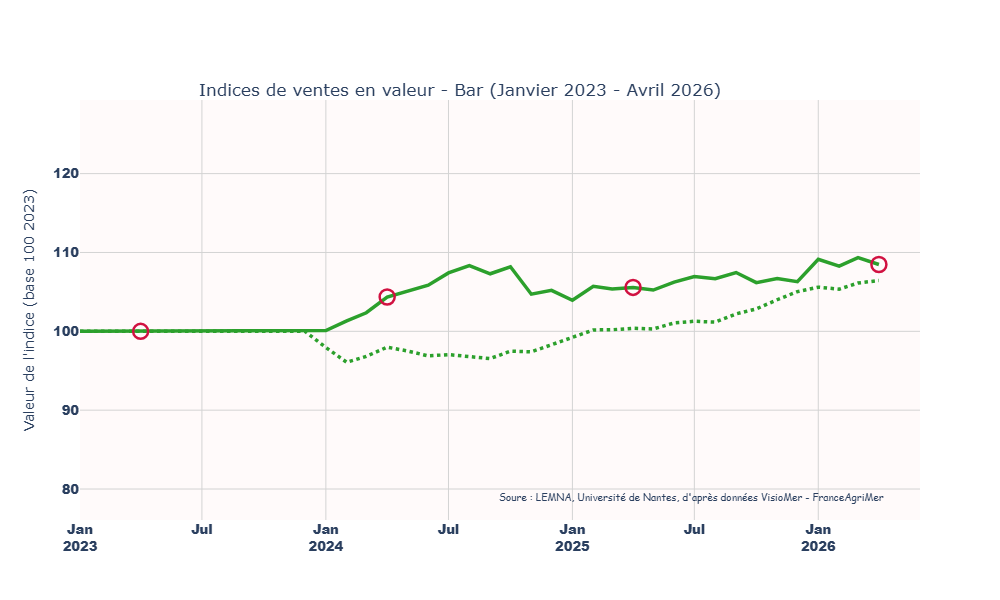 Indices de ventes en valeur - Bar (Janvier 2023 - Avril 2026)
Valeur de l'Indice (base 100 2023)
120
110
100
90
80
Soure : LEMNA, Université de Nantes, d'après données VisioMer - FranceAgriMer
Jan Jul Jan Jul Jan Jul Jan
2023 2024 2025 2026